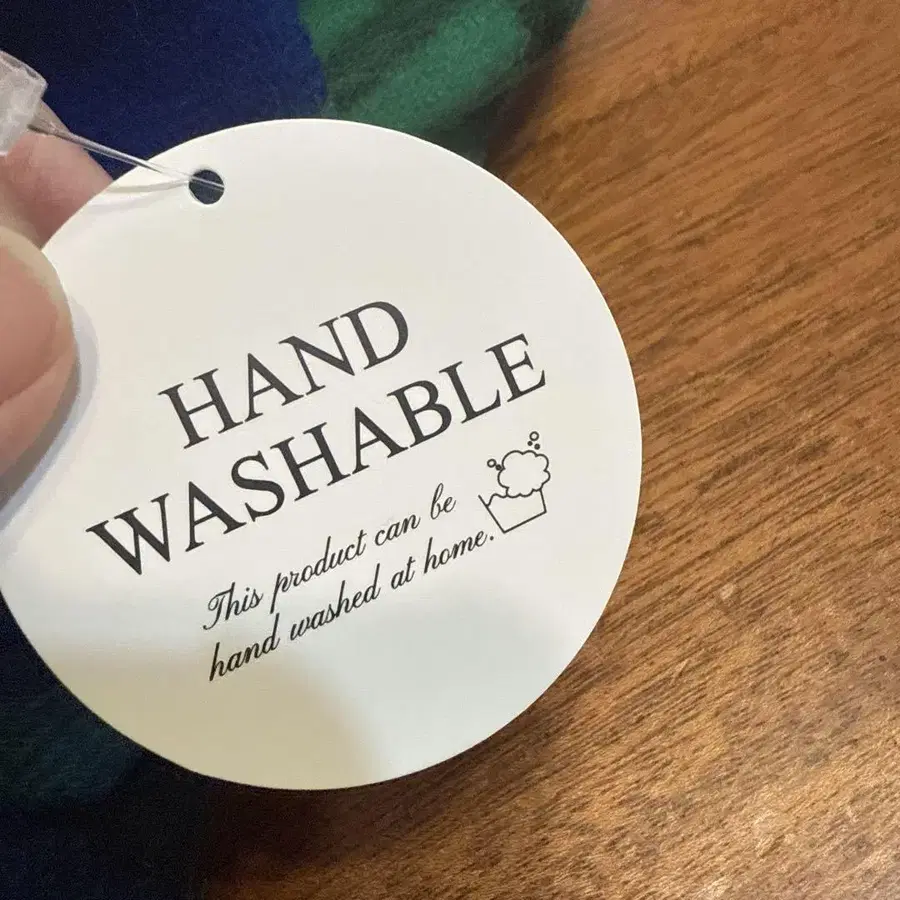 HAND
WASHABLE
This product can be
hand washed at home.